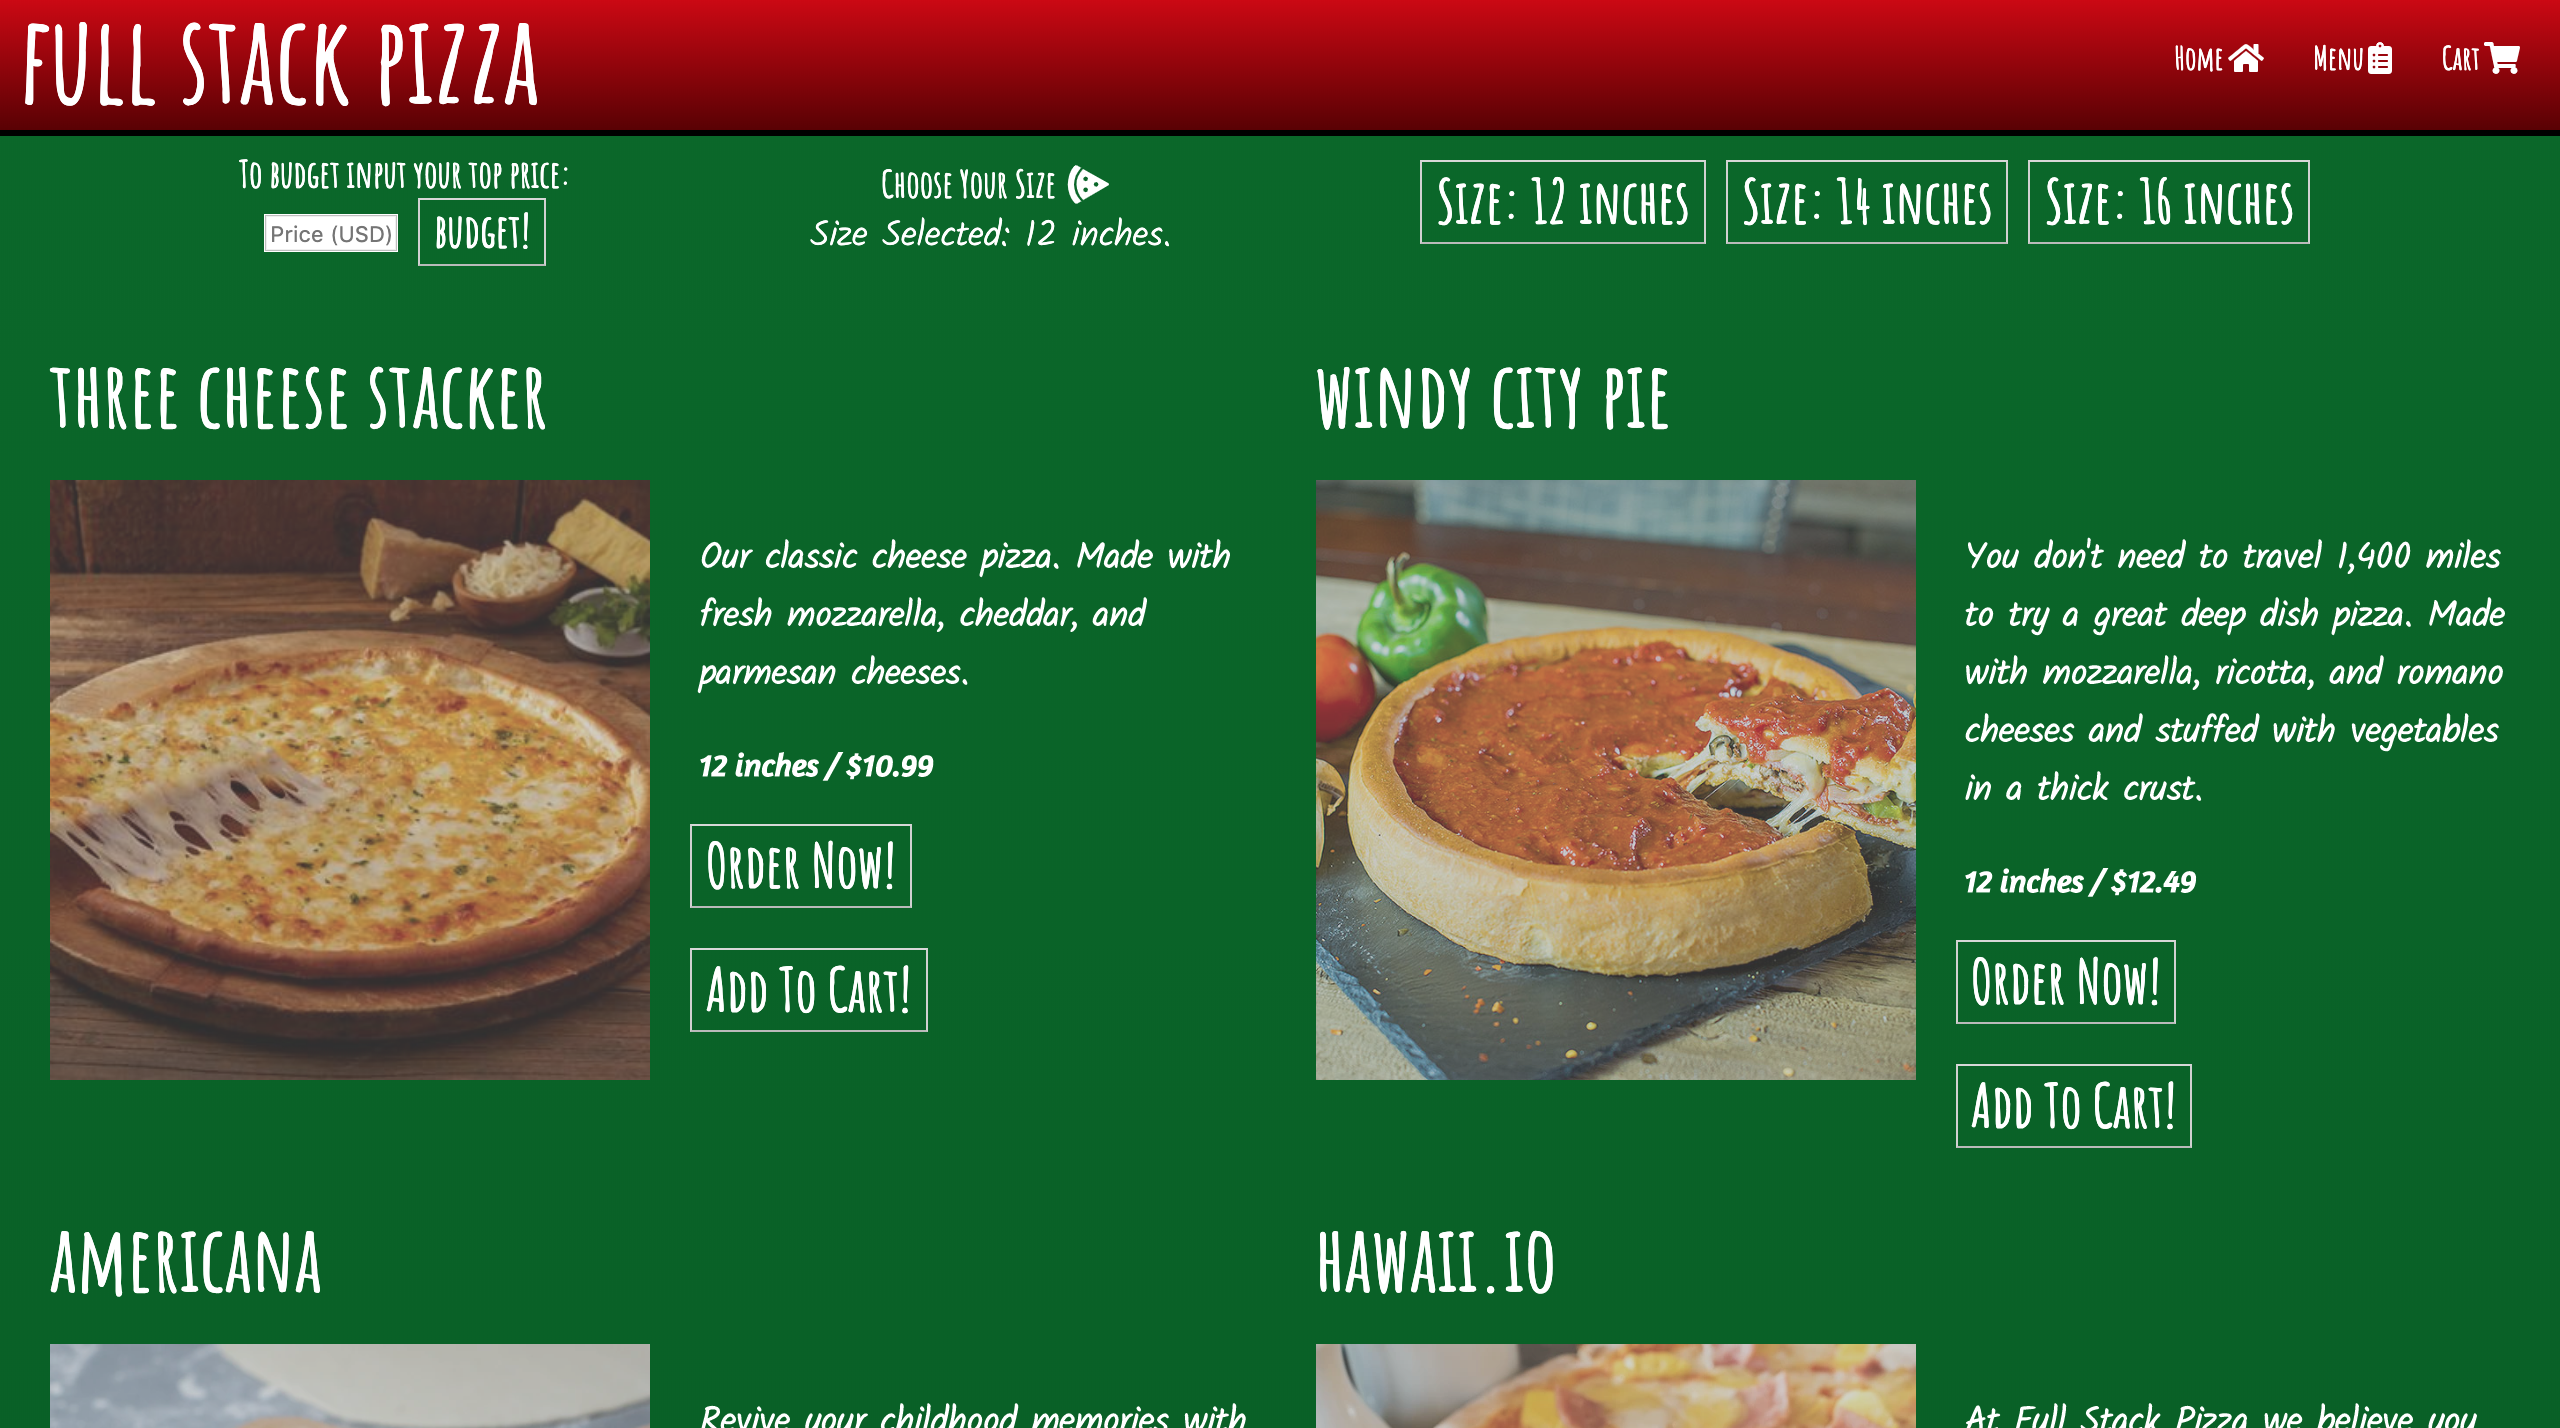 FULL STACK PIZZA
Home
Menu
Cart
To budget input your top price:
Price (USD)
BUDGET!
Choose Your Size
Size Selected: 12 inches.
Size: 12 inches
Size: 14 inches
Size: 16 inches
THREE CHEESE STACKER
Our classic cheese pizza. Made with
fresh mozzarella, cheddar, and
parmesan cheeses.
12 inches / $10.99
Order Now!
Add To Cart!
WINDY CITY PIE
You don't need to travel 1,400 miles
to try a great deep dish pizza. Made
with mozzarella, ricotta, and romano
cheeses and stuffed with vegetables
in a thick crust.
12 inches / $12.49
Order Now!
Add To Cart!
AMERICANA
Revive your childhood memories with
HAWAII.IO
At Full Stack Pizza we believe you